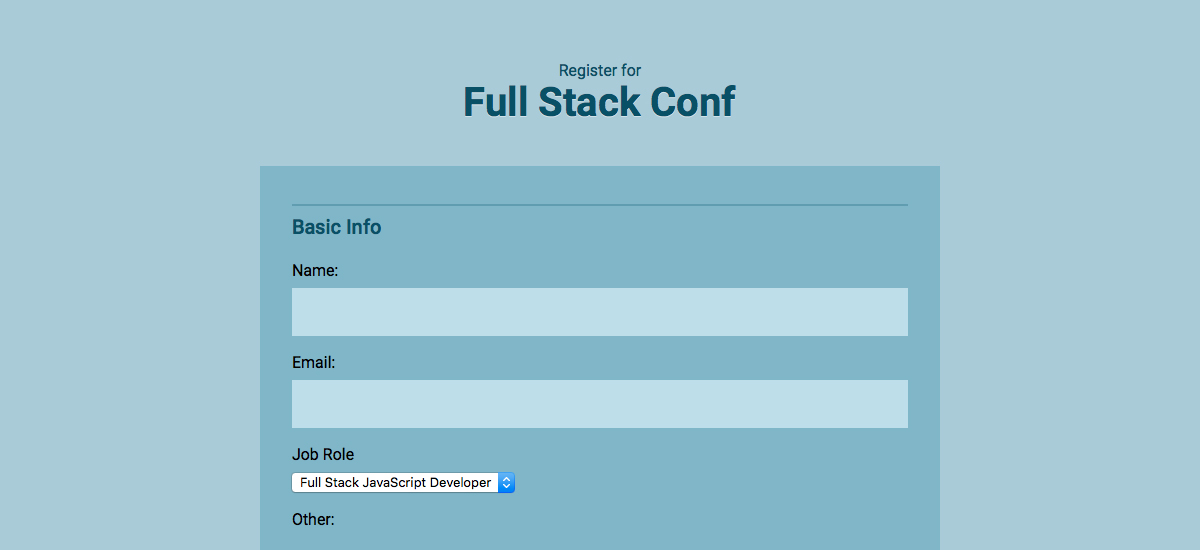 Register for
Full Stack Conf
Basic Info
Name:
Email:
Job Role
Full Stack JavaScript Developer
Other: